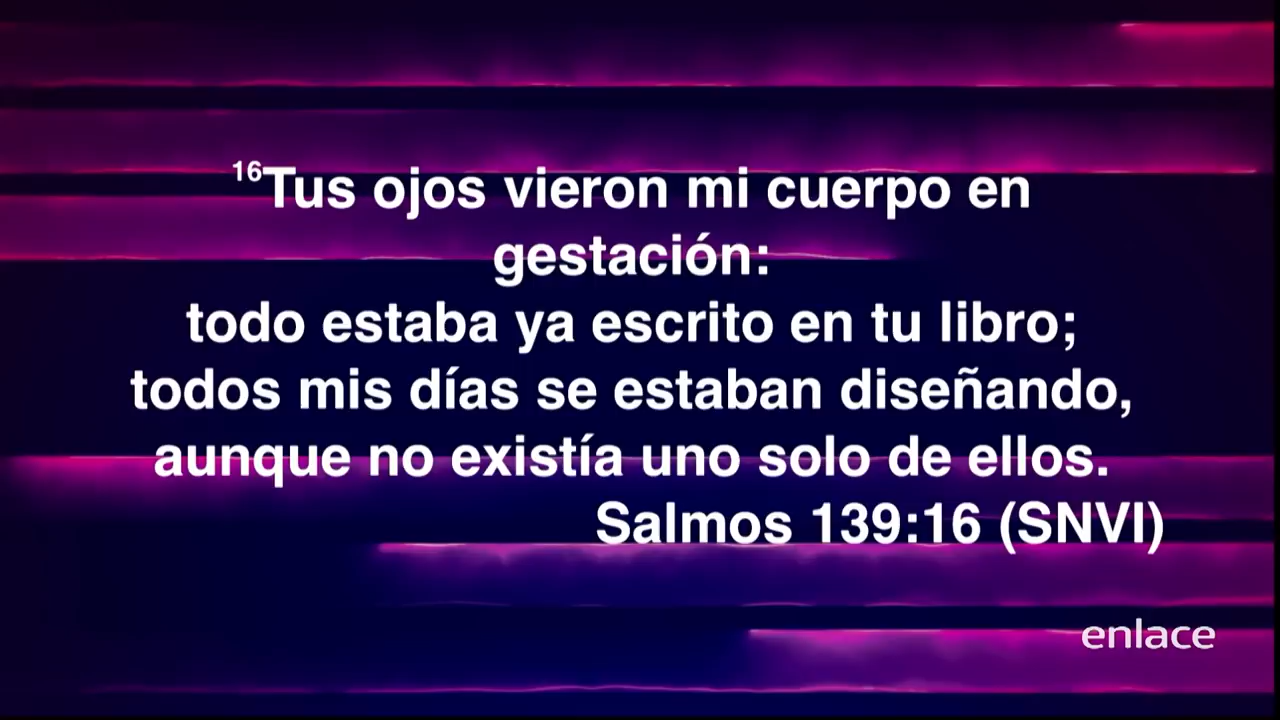 16Tus ojos vieron mi cuerpo en
gestación:
todo estaba ya escrito en tu libro;
todos mis días se estaban diseñando,
aunque no existía uno solo de ellos.
Salmos 139:16 (SNVI)
enlace